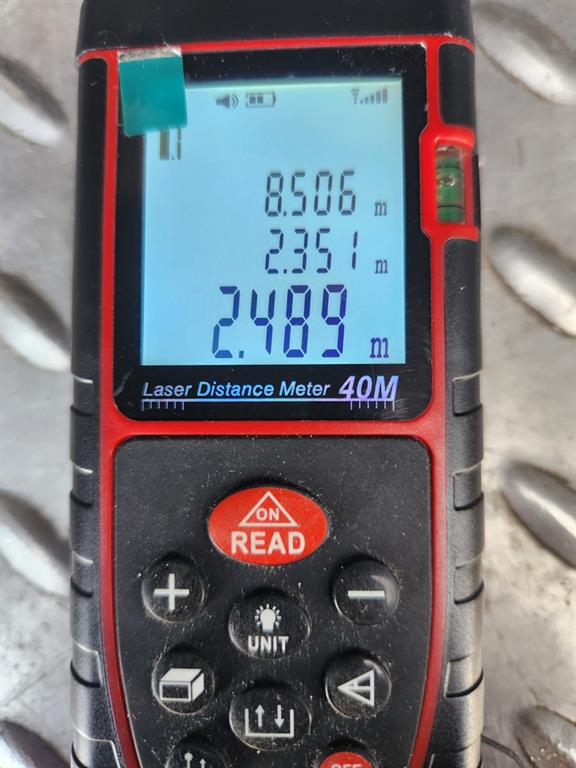 8.506 m
2.351 m
2.489 m
Laser Distance Meter 40M
ON
READ
UNIT